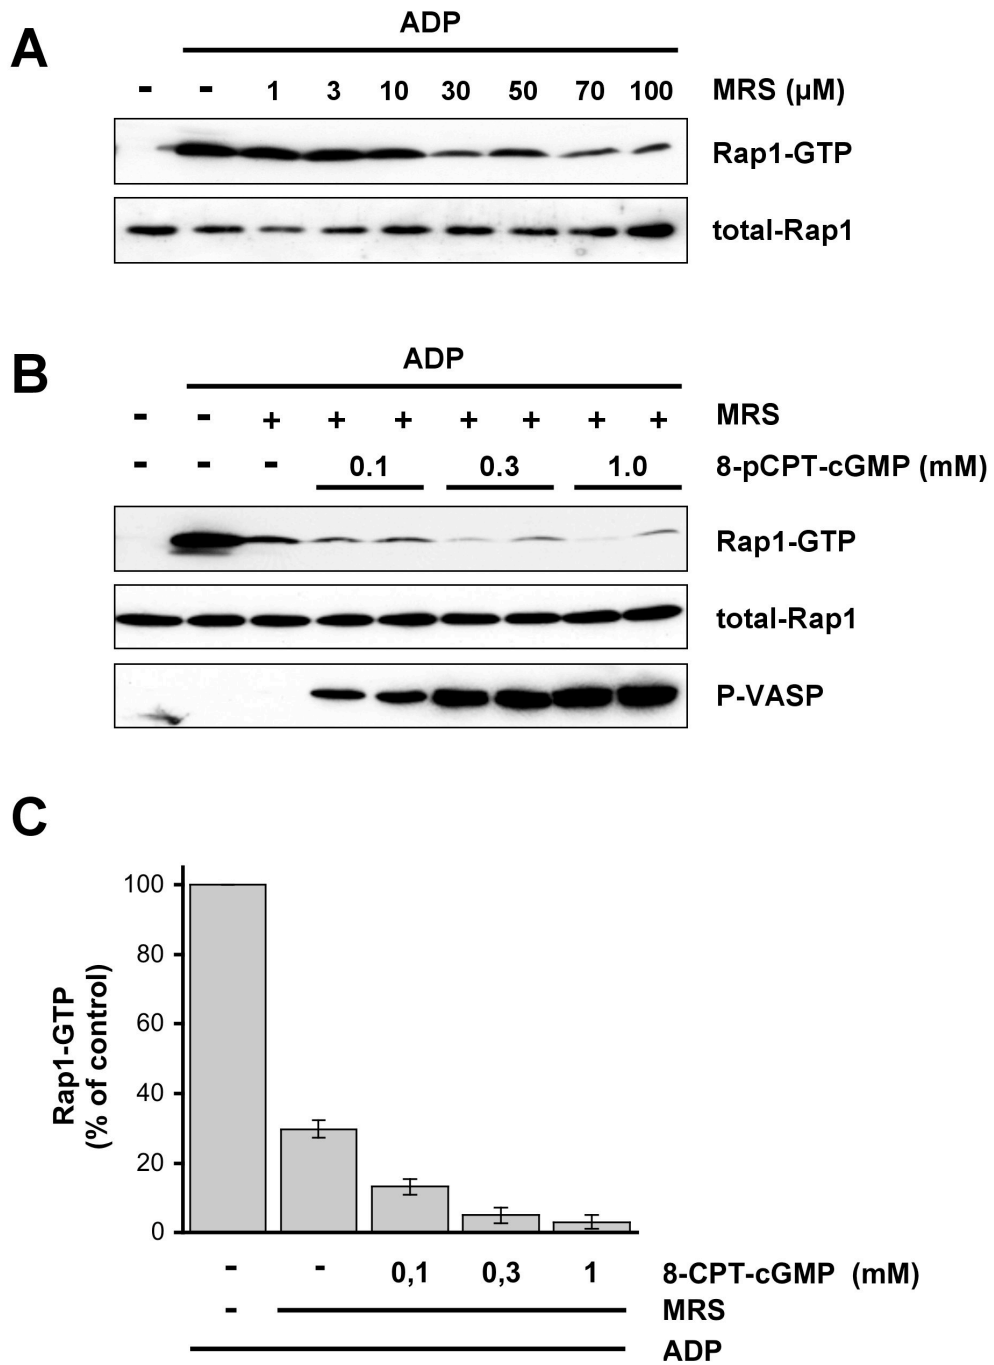 A
ADP
- - 1 3 10 30 50 70 100 MRS (µM)
Rap1-GTP
total-Rap1
B
ADP
- - + + + + + + + MRS
- - - 0.1 0.3 1.0 8-pCPT-cGMP (mM)
Rap1-GTP
total-Rap1
P-VASP
C
100
80
60
40
20
0
Rap1-GTP
(% of control)
- - 0,1 0,3 1 8-CPT-cGMP (mM)
- MRS
ADP